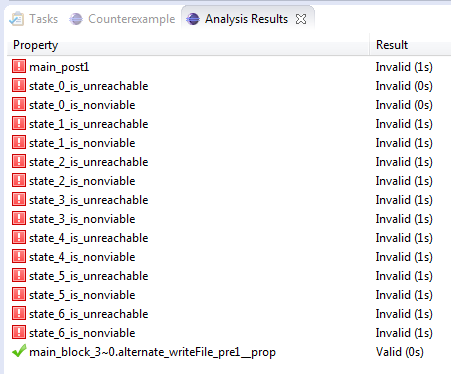 Tasks Counterexample Analysis Results
Property Result
main_post1 Invalid (1s)
state_0_is_unreachable Invalid (0s)
state_0_is_nonviable Invalid (0s)
state_1_is_unreachable Invalid (1s)
state_1_is_nonviable Invalid (1s)
state_2_is_unreachable Invalid (1s)
state_2_is_nonviable Invalid (1s)
state_3_is_unreachable Invalid (1s)
state_3_is_nonviable Invalid (1s)
state_4_is_unreachable Invalid (1s)
state_4_is_nonviable Invalid (1s)
state_5_is_unreachable Invalid (1s)
state_5_is_nonviable Invalid (1s)
state_6_is_unreachable Invalid (1s)
state_6_is_nonviable Invalid (1s)
main_block_3~0.alternate_writeFile_pre1__prop Valid (0s)